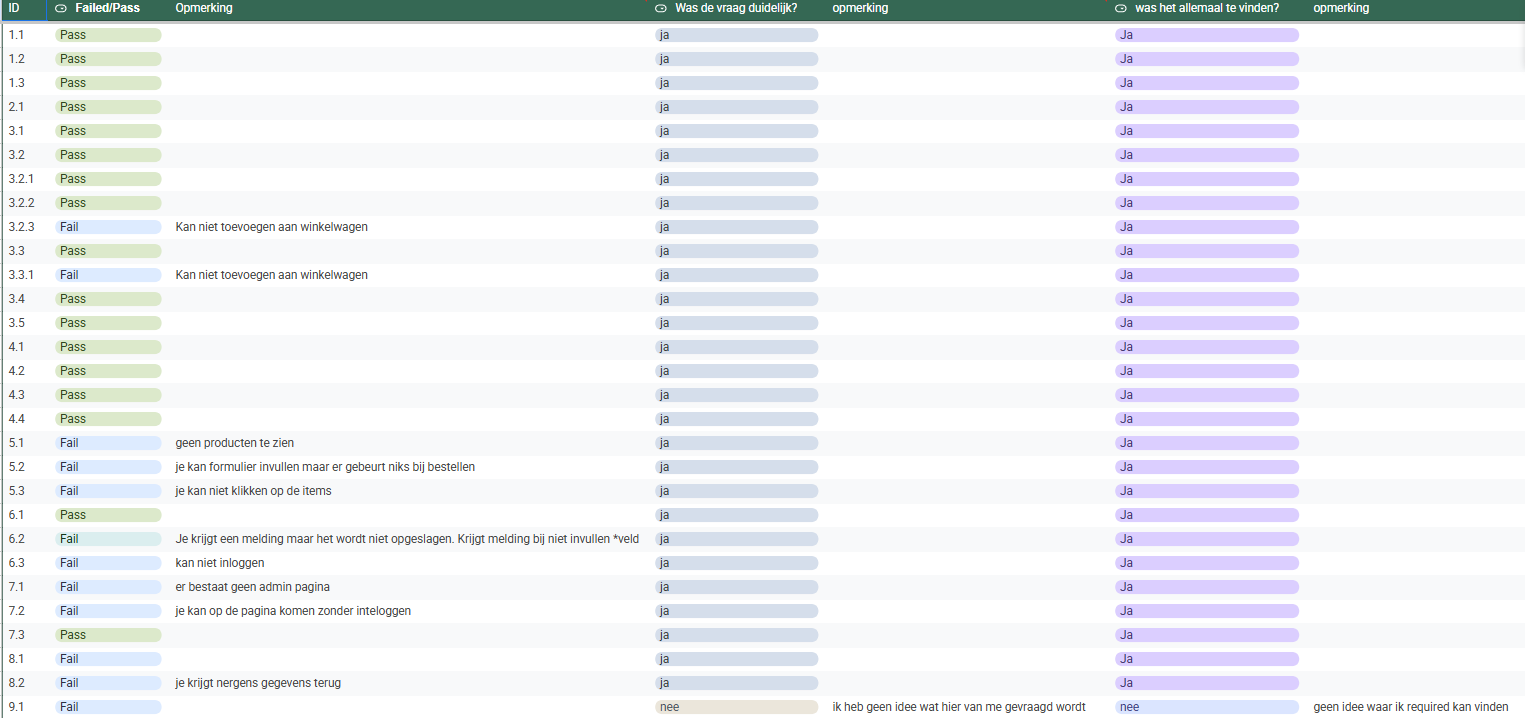 ID Failed/Pass Opmerking Was de vraag duidelijk? opmerking was het allemaal te vinden? opmerking
1.1 Pass ja Ja
1.2 Pass ja Ja
1.3 Pass ja Ja
2.1 Pass ja Ja
3.1 Pass ja Ja
3.2 Pass ja Ja
3.2.1 Pass ja Ja
3.2.2 Pass ja Ja
3.2.3 Fail Kan niet toevoegen aan winkelwagen ja Ja
3.3 Pass ja Ja
3.3.1 Fail Kan niet toevoegen aan winkelwagen ja Ja
3.4 Pass ja Ja
3.5 Pass ja Ja
4.1 Pass ja Ja
4.2 Pass ja Ja
4.3 Pass ja Ja
4.4 Pass ja Ja
5.1 Fail geen producten te zien ja Ja
5.2 Fail je kan formulier invullen maar er gebeurt niks bij bestellen ja Ja
5.3 Fail je kan niet klikken op de items ja Ja
6.1 Pass ja Ja
6.2 Fail Je krijgt een melding maar het wordt niet opgeslagen. Krijgt melding bij niet invullen *veld ja Ja
6.3 Fail kan niet inloggen ja Ja
7.1 Fail er bestaat geen admin pagina ja Ja
7.2 Fail je kan op de pagina komen zonder inteloggen ja Ja
7.3 Pass ja Ja
8.1 Fail ja Ja
8.2 Fail je krijgt nergens gegevens terug ja Ja
9.1 Fail nee ik heb geen idee wat hier van me gevraagd wordt nee geen idee waar ik required kan vinden